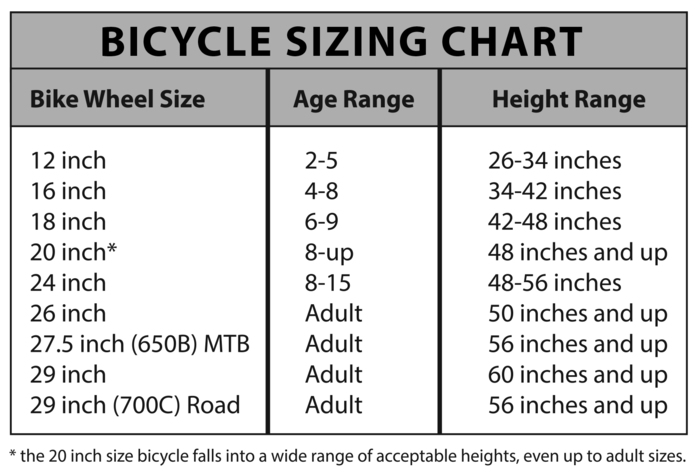 BICYCLE SIZING CHART
Bike Wheel Size Age Range Height Range
12 inch 2-5 26-34 inches
16 inch 4-8 34-42 inches
18 inch 6-9 42-48 inches
20 inch* 8-up 48 inches and up
24 inch 8-15 48-56 inches
26 inch Adult 50 inches and up
27.5 inch (650B) MTB Adult 56 inches and up
29 inch Adult 60 inches and up
29 inch (700C) Road Adult 56 inches and up
* the 20 inch size bicycle falls into a wide range of acceptable heights, even up to adult sizes.